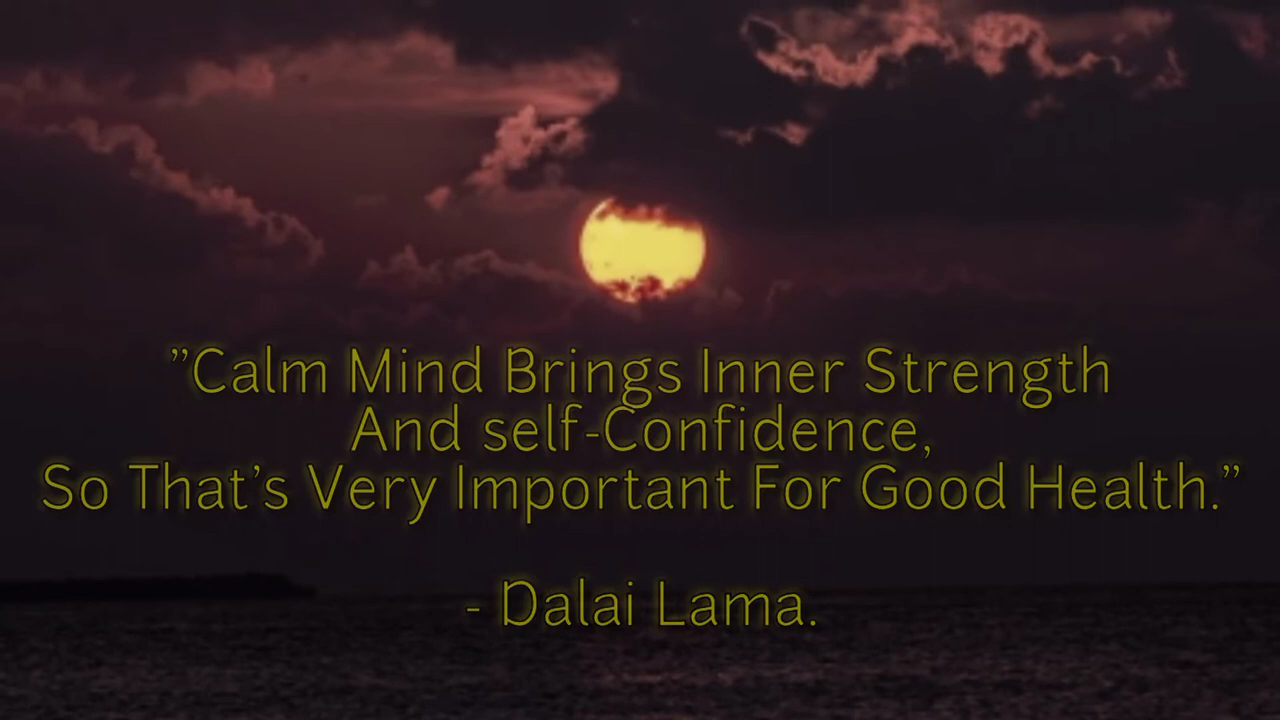 ”Calm Mind Brings Inner Strength
And self-Confidence,
So That’s Very Important For Good Health.”
- Dalai Lama.